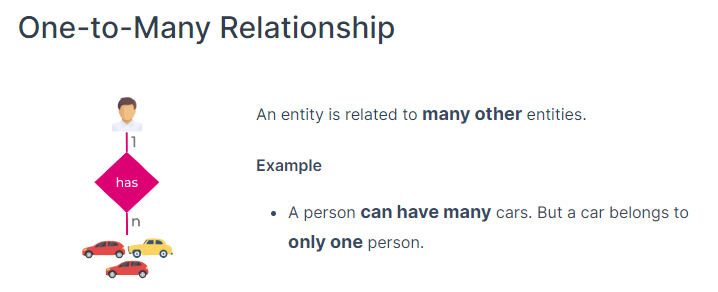 One-to-Many Relationship
An entity is related to many other entities.
1
Example
has
A person can have many cars. But a car belongs to
n
only one person.